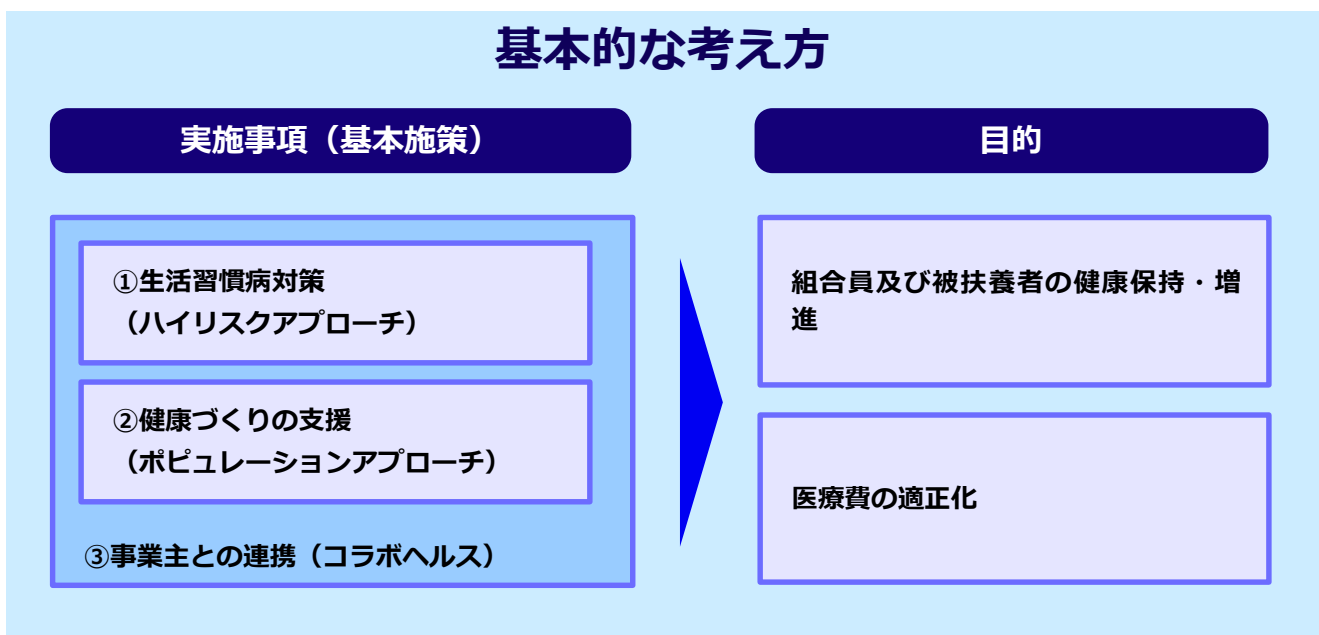 基本的な考え方
実施事項（基本施策）
①生活習慣病対策
（ハイリスクアプローチ）
②健康づくりの支援
（ポピュレーションアプローチ）
③事業主との連携（コラボヘルス）
目的
組合員及び被扶養者の健康保持・増
進
医療費の適正化